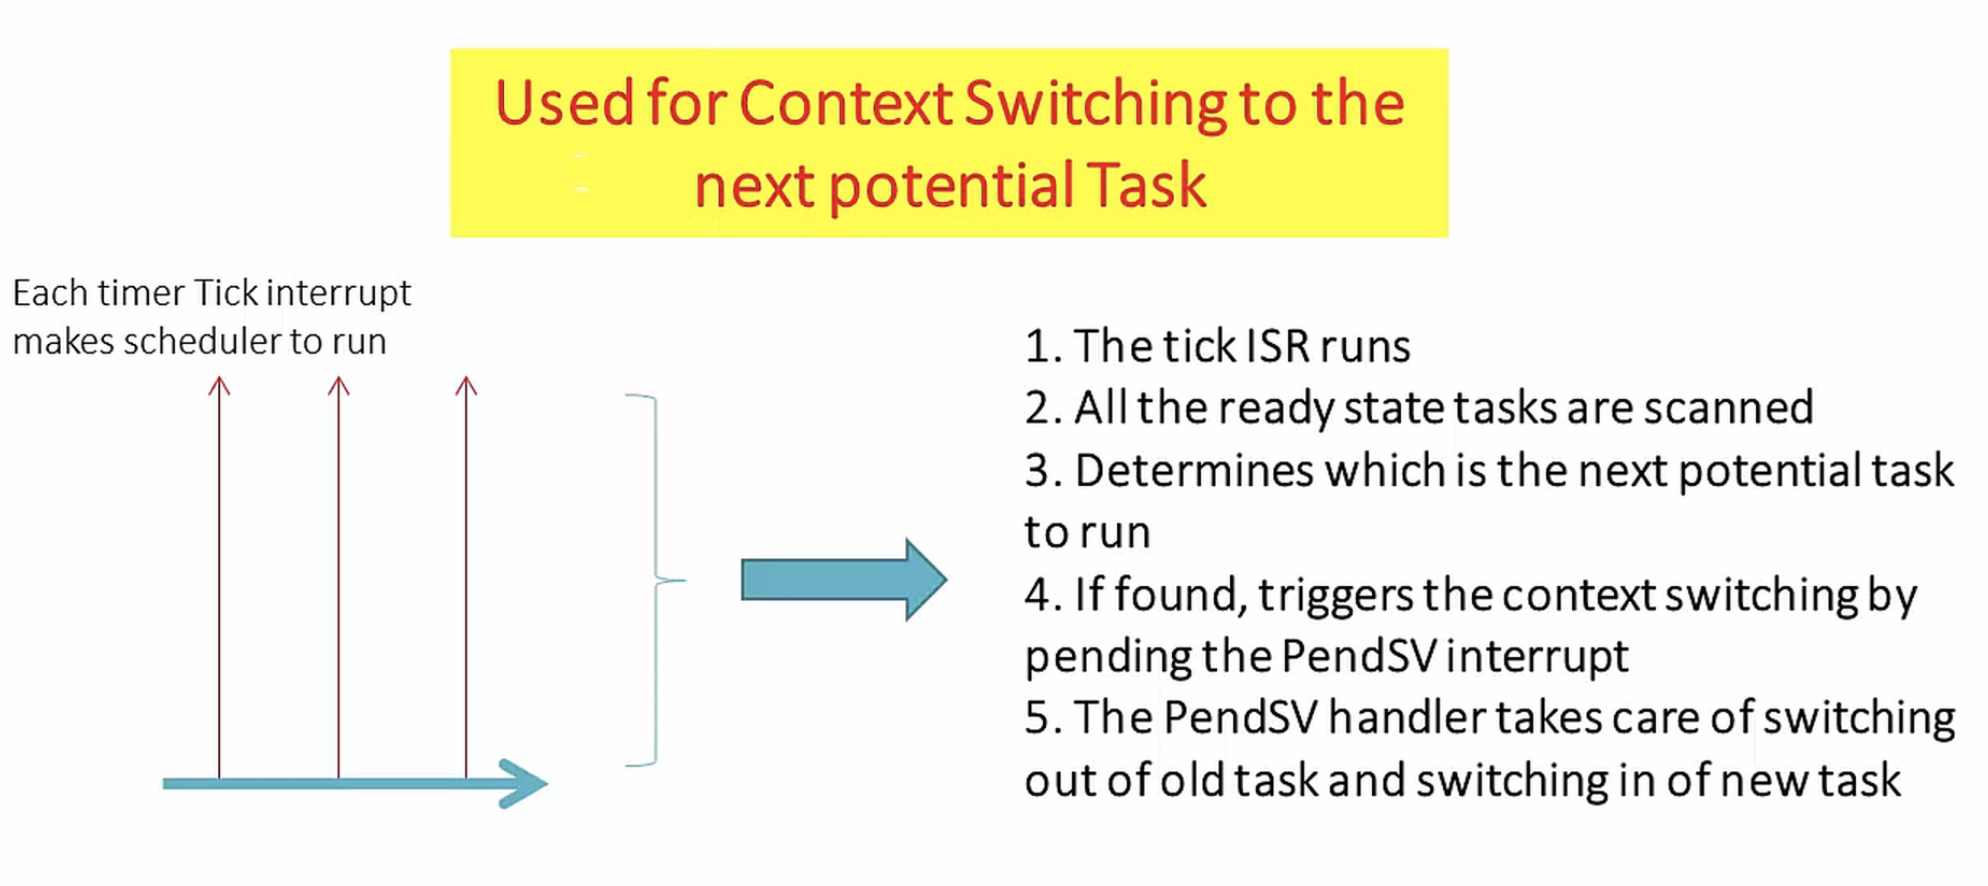 Used for Context Switching to the
next potential Task
Each timer Tick interrupt
makes scheduler to run
1. The tick ISR runs
2. All the ready state tasks are scanned
3. Determines which is the next potential task
to run
4. If found, triggers the context switching by
pending the PendSV interrupt
5. The PendSV handler takes care of switching
out of old task and switching in of new task